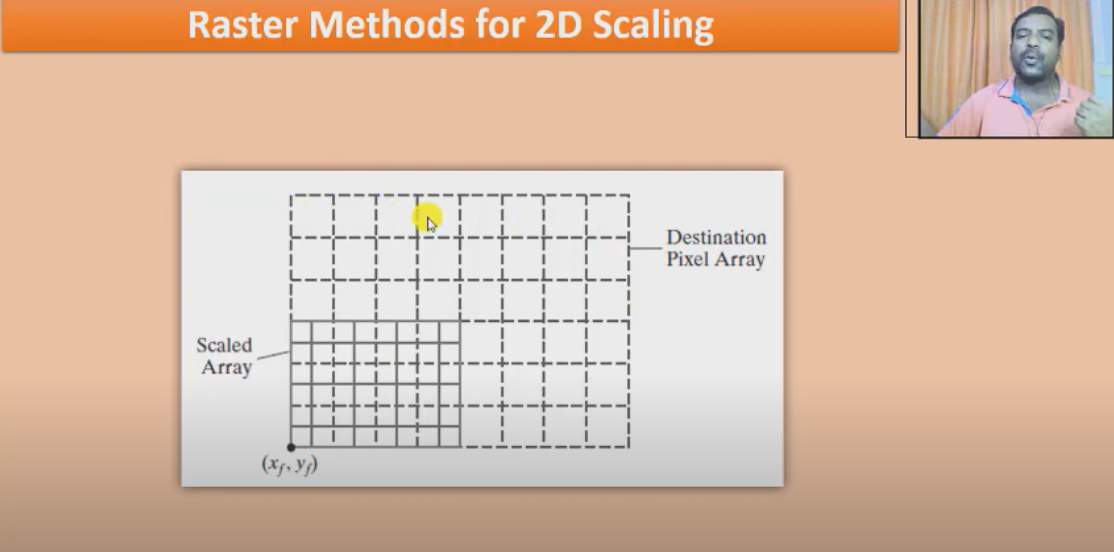 Raster Methods for 2D Scaling
Destination
Pixel Array
Scaled
Array
(xf, yf)